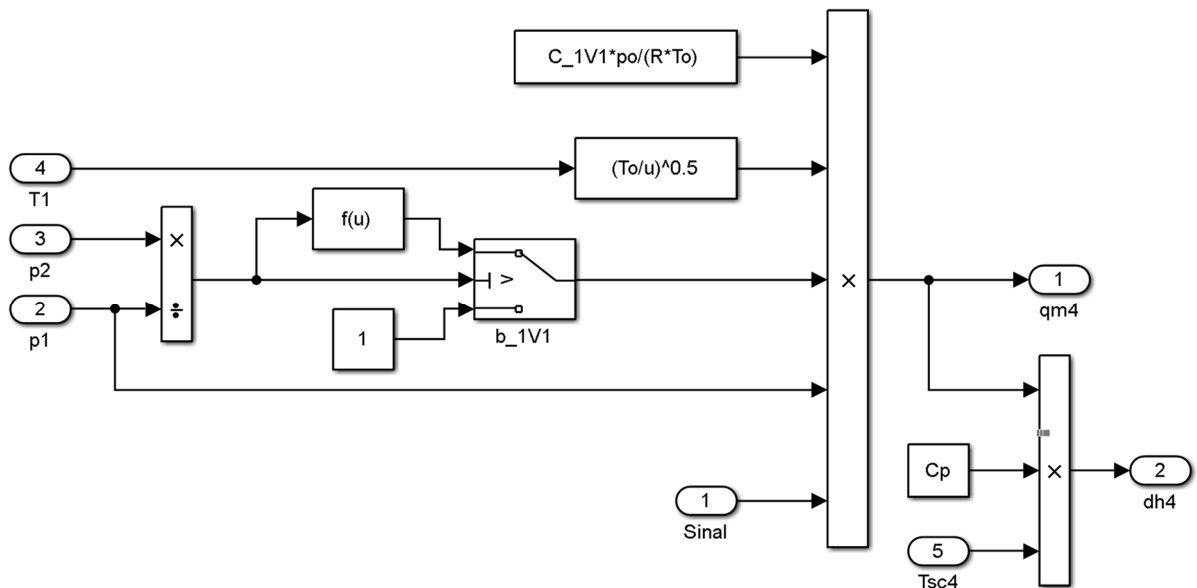 C_1V1*po/(R*To)
4
T1
(To/u)^0.5
3
p2
×
÷
f(u)
2
p1
1
>
b_1V1
×
1
qm4
1
Sinal
Cp
×
2
dh4
5
Tsc4